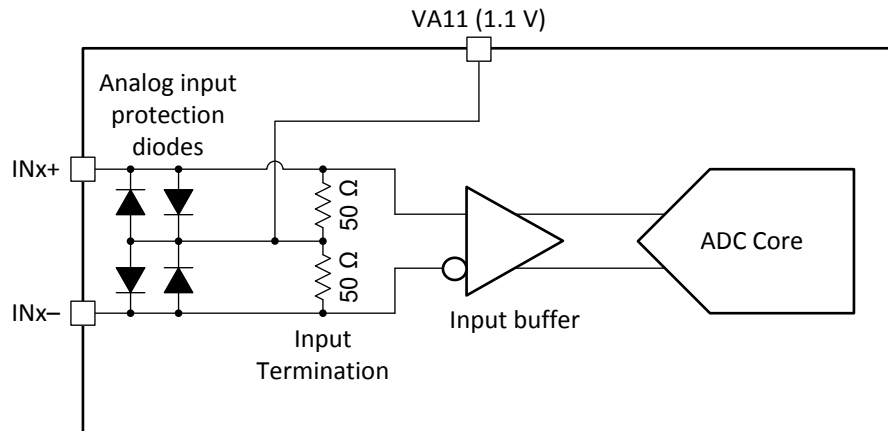 VA11 (1.1 V)
Analog input
protection
diodes
INx+
50 Ω
50 Ω
ADC Core
INx–
Input buffer
Input
Termination